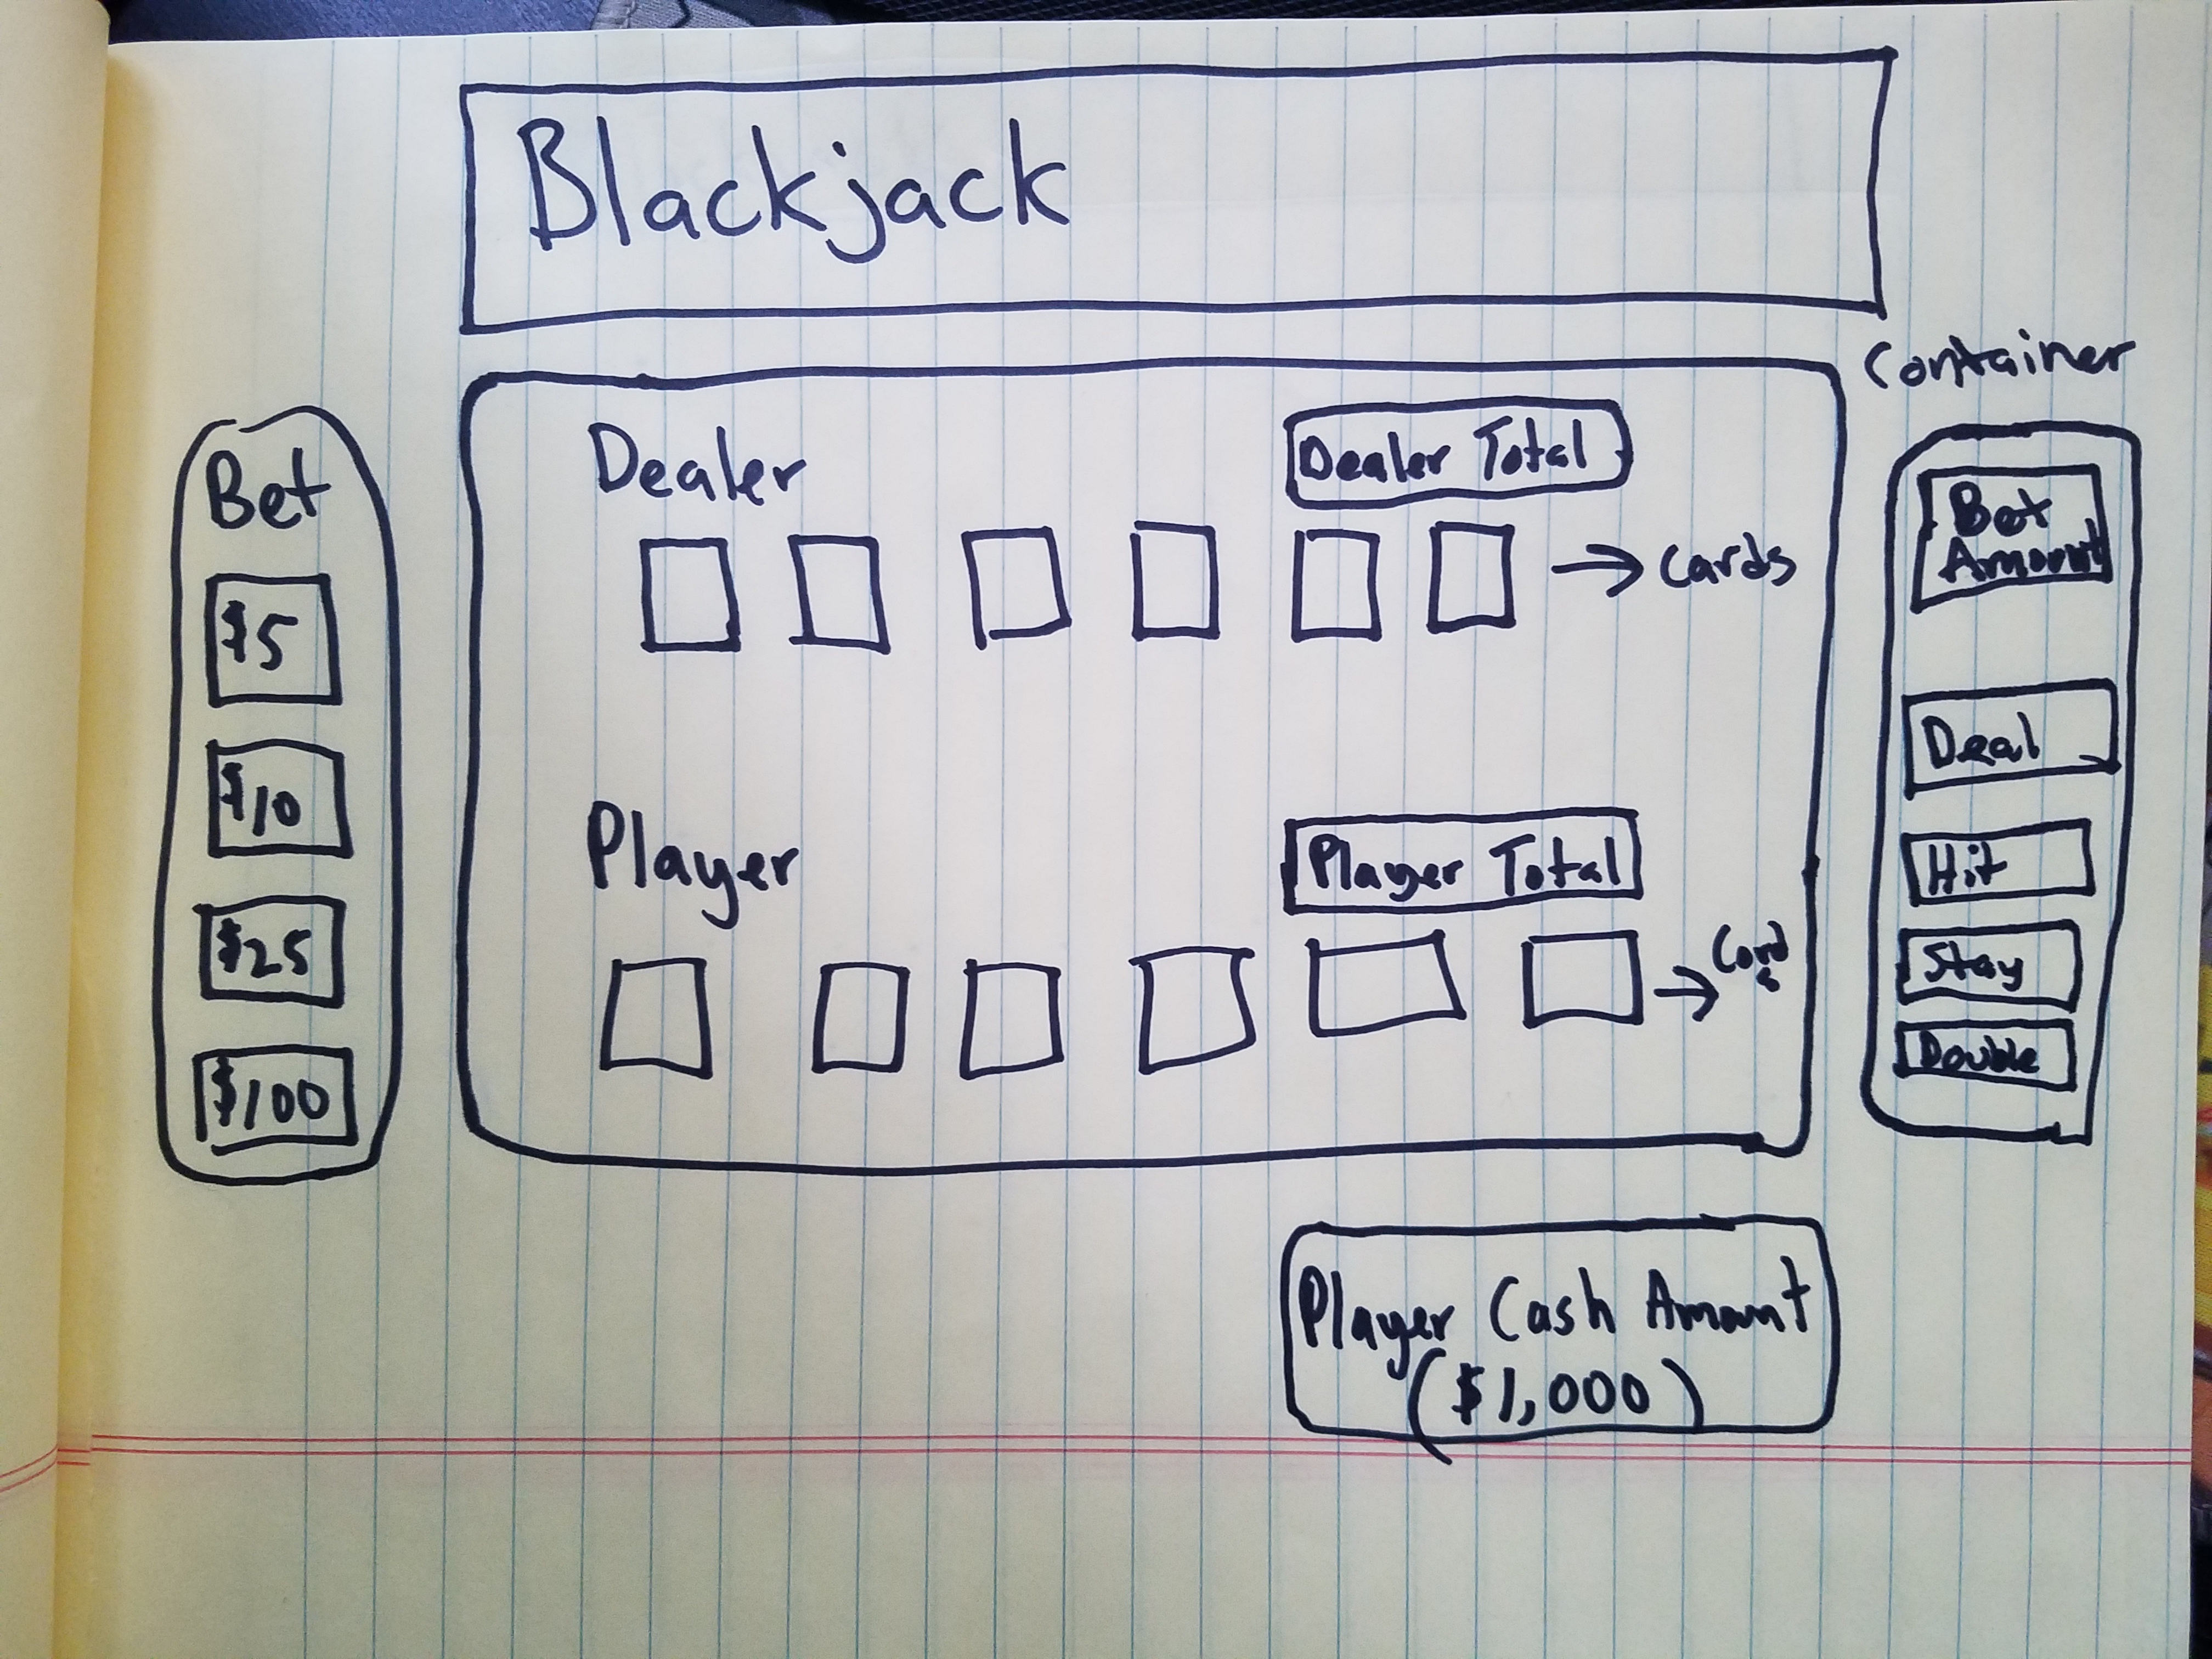 Blackjack
Container
Bet
$5
$10
$25
$100
Dealer
Dealer Total
Cards
Player
Player Total
Cards
Bet
Amount
Deal
Hit
Stay
Double
Player Cash Amount
($1,000)